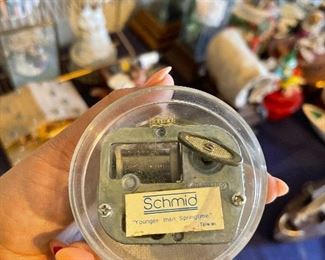 Schmid
"Younger than Springtime"
Taiwan